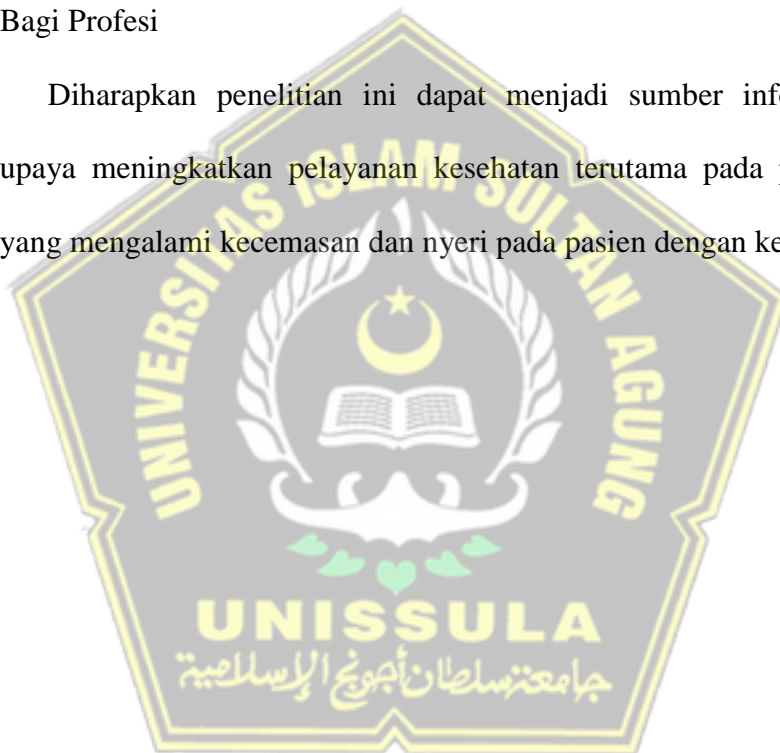 Bagi Profesi
Diharapkan penelitian ini dapat menjadi sumber
upaya meningkatkan pelayanan kesehatan terutama pada
yang mengalami kecemasan dan nyeri pada pasien dengan
UNIVERSITAS ISLAM SULTAN AGUNG
UNISSULA
جامعة سلطان أجونج الإسلامية